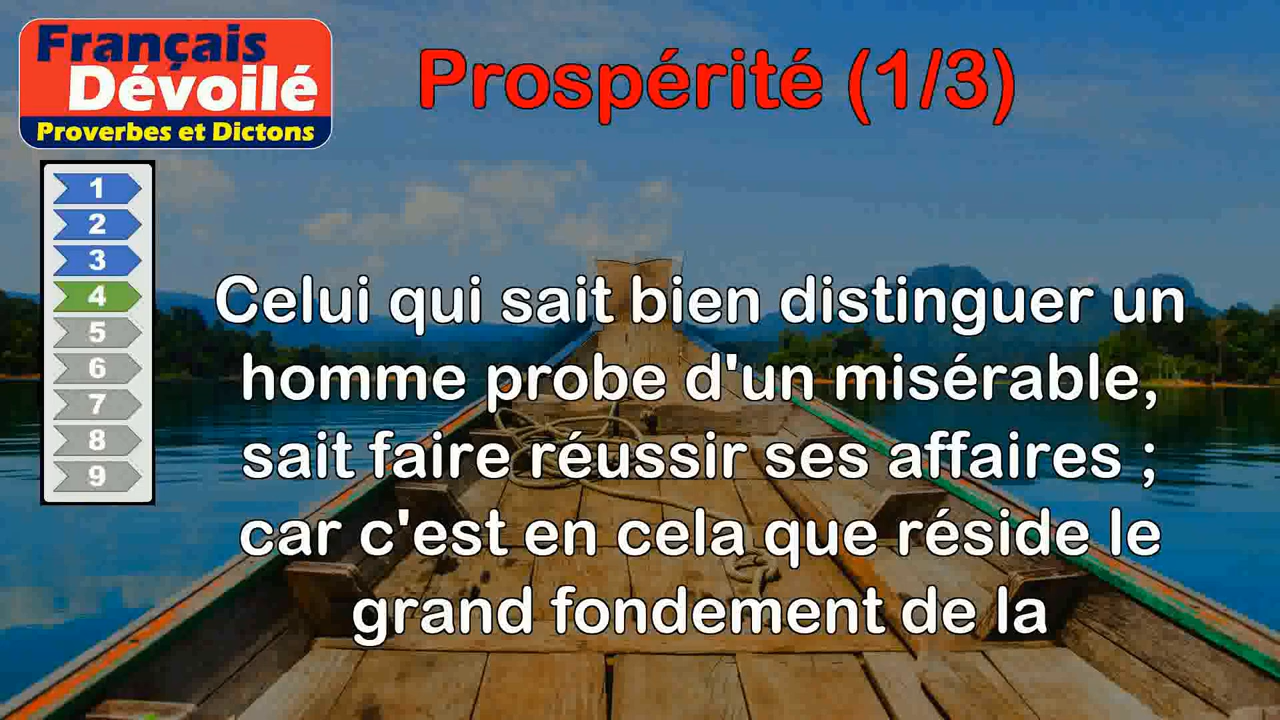 Français
Dévoilé
Proverbes et Dictons
Prospérité (1/3)
1
2
3
4
5
6
7
8
9
Celui qui sait bien distinguer un
homme probe d'un misérable,
sait faire réussir ses affaires ;
car c'est en cela que réside le
grand fondement de la